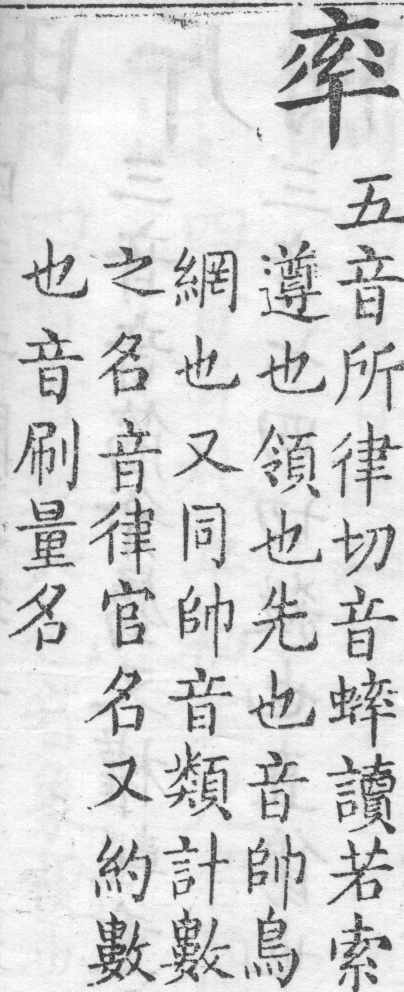 率
五音所律切音蟀讀若索
遵也領也先也音帥鳥
網也又同帥音類計數
之名音律官名又約數
也音刷量名